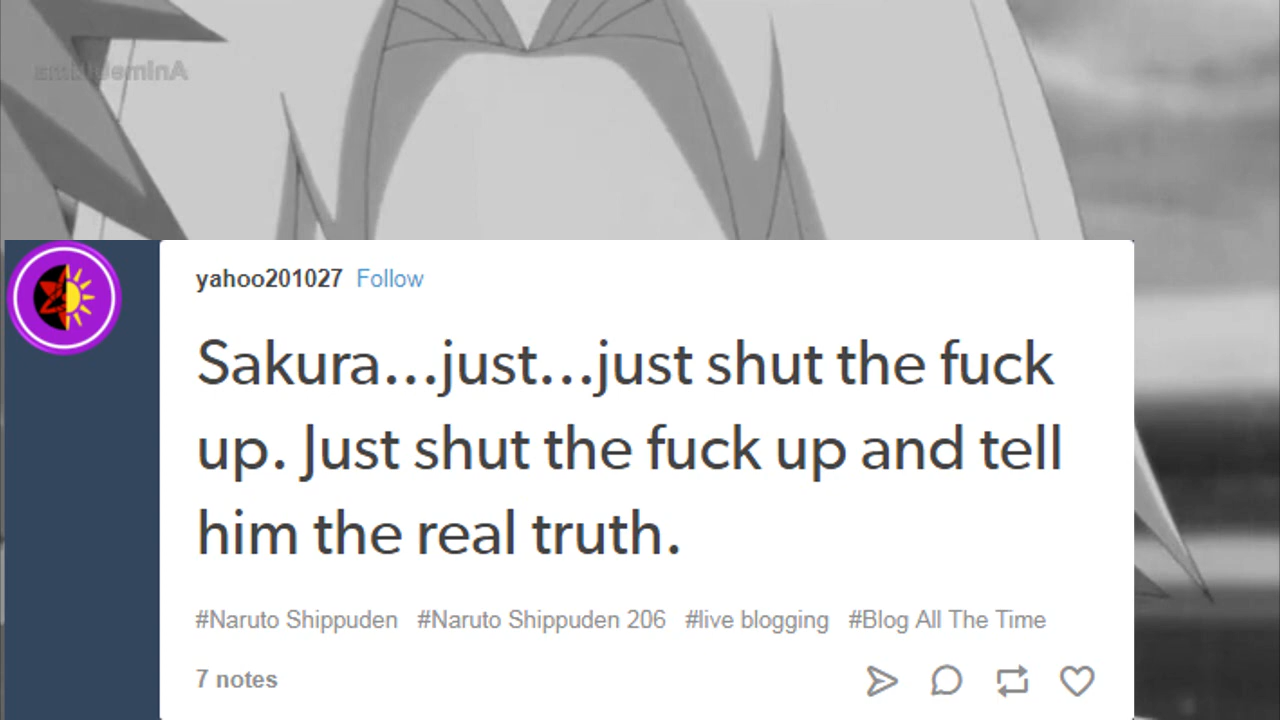 yahoo201027 Follow
Sakura...just...just shut the fuck
up. Just shut the fuck up and tell
him the real truth.
#Naruto Shippuden #Naruto Shippuden 206 #live blogging #Blog All The Time
7 notes